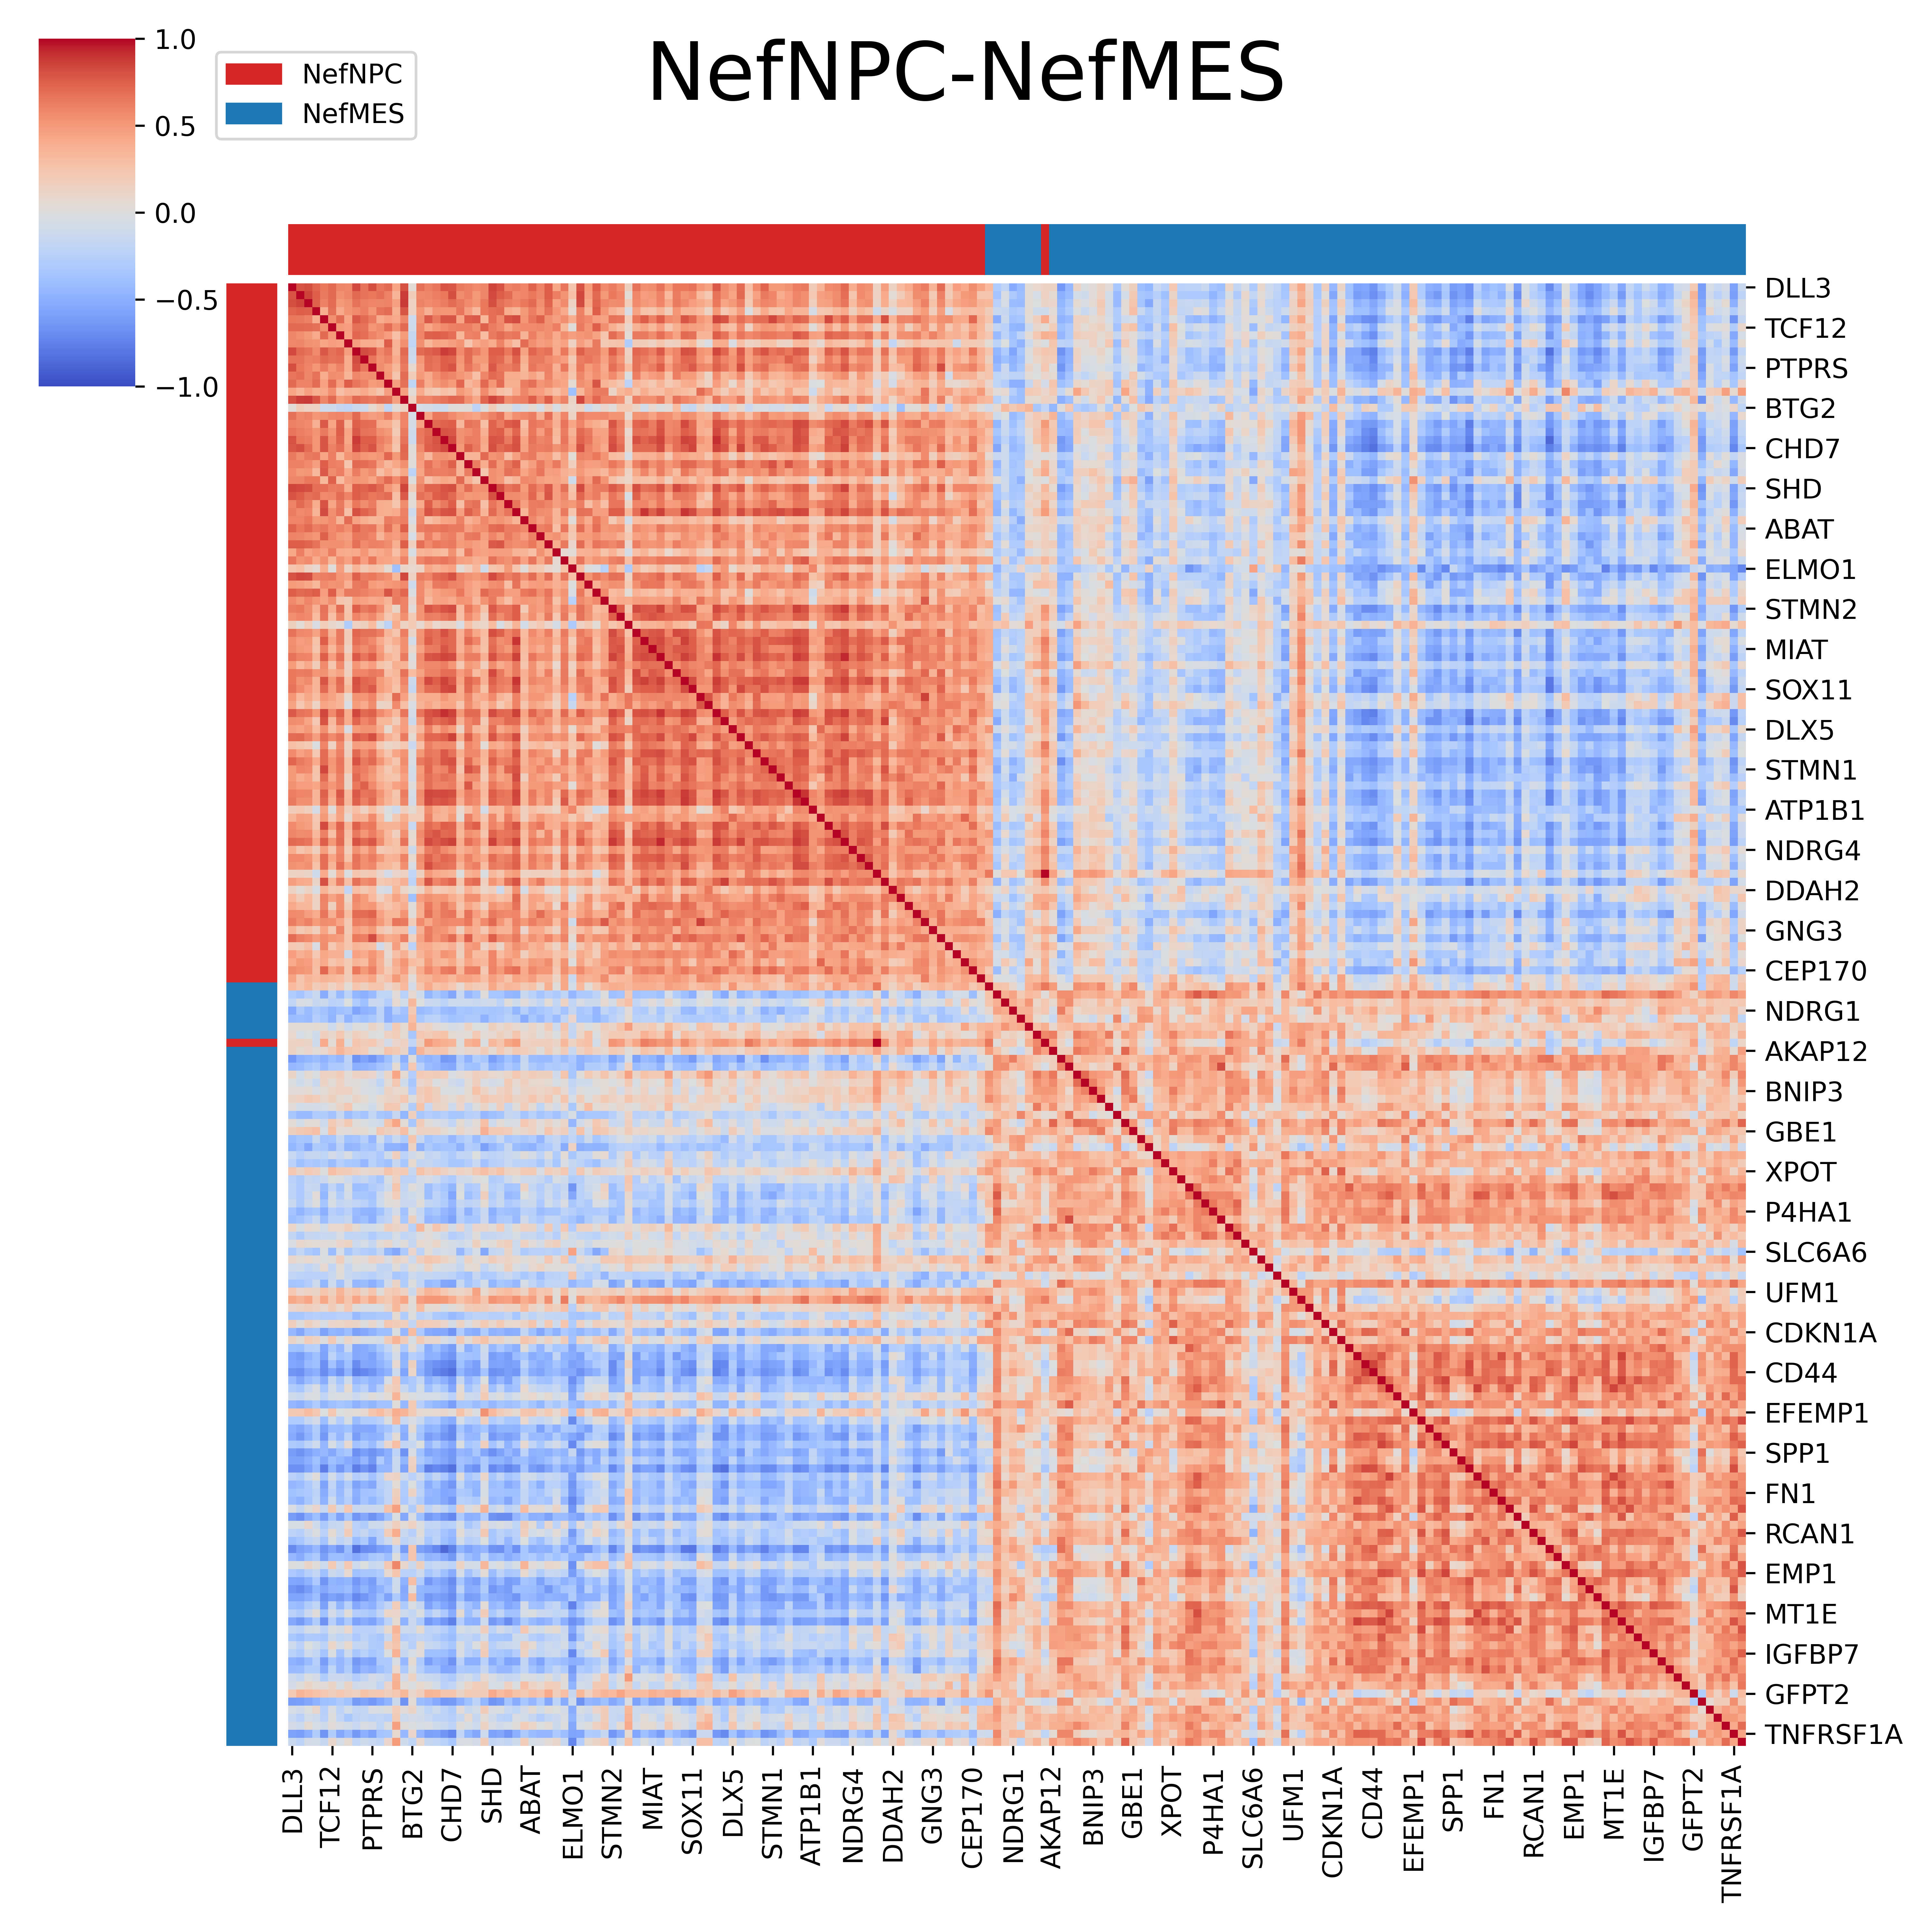 NefNPC-NefMES
1.0
0.5
0.0
−0.5
−1.0
NefNPC
NefMES
DLL3
TCF12
PTPRS
BTG2
CHD7
SHD
ABAT
ELMO1
STMN2
MIAT
SOX11
DLX5
STMN1
ATP1B1
NDRG4
DDAH2
GNG3
CEP170
NDRG1
AKAP12
BNIP3
GBE1
XPOT
P4HA1
SLC6A6
UFM1
CDKN1A
CD44
EFEMP1
SPP1
FN1
RCAN1
EMP1
MT1E
IGFBP7
GFPT2
TNFRSF1A
DLL3
TCF12
PTPRS
BTG2
CHD7
SHD
ABAT
ELMO1
STMN2
MIAT
SOX11
DLX5
STMN1
ATP1B1
NDRG4
DDAH2
GNG3
CEP170
NDRG1
AKAP12
BNIP3
GBE1
XPOT
P4HA1
SLC6A6
UFM1
CDKN1A
CD44
EFEMP1
SPP1
FN1
RCAN1
EMP1
MT1E
IGFBP7
GFPT2
TNFRSF1A